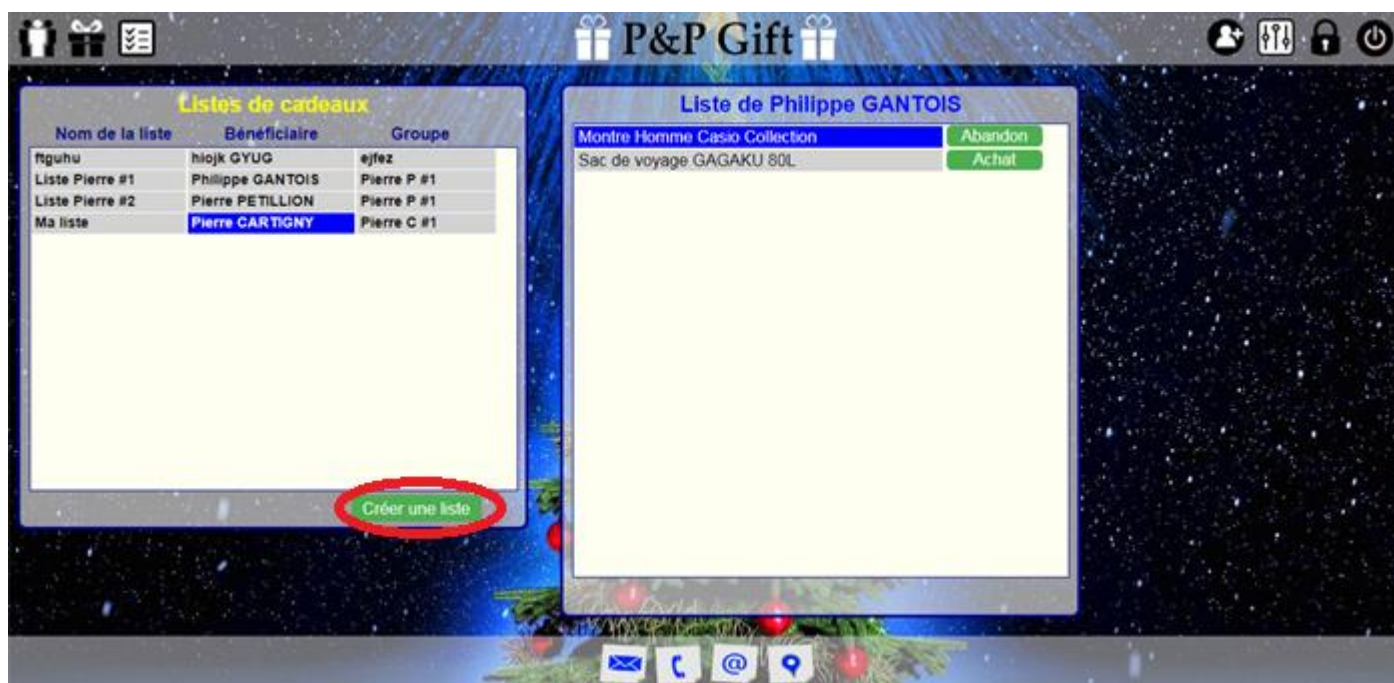 P&P Gift
Listes de cadeaux
Nom de la liste Bénéficiaire Groupe
ftguhu hiojk GYUG ejfez
Liste Pierre #1 Philippe GANTOIS Pierre P #1
Liste Pierre #2 Pierre PETILLION Pierre P #1
Ma liste Pierre CARTIGNY Pierre C #1
Créer une liste
Liste de Philippe GANTOIS
Montre Homme Casio Collection Abandon
Sac de voyage GAGAKU 80L Achat
@